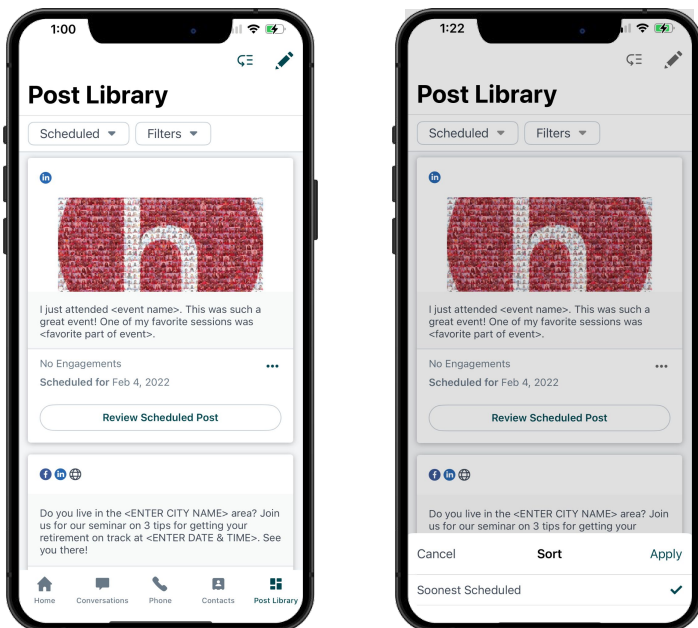 1:00
Post Library
Scheduled
Filters
in
h
I just attended <event name>. This was such a
great event! One of my favorite sessions was
<favorite part of event>.
No Engagements
Scheduled for Feb 4, 2022
Review Scheduled Post
f in
Do you live in the <ENTER CITY NAME> area? Join
us for our seminar on 3 tips for getting your
retirement on track at <ENTER DATE & TIME>. See
you there!
Home Conversations Phone Contacts Post Library
1:22
Post Library
Scheduled
Filters
in
h
I just attended <event name>. This was such a
great event! One of my favorite sessions was
<favorite part of event>.
No Engagements
Scheduled for Feb 4, 2022
Review Scheduled Post
f in
Do you live in the <ENTER CITY NAME> area? Join
us for our seminar on 3 tips for getting your
Cancel Sort Apply
Soonest Scheduled